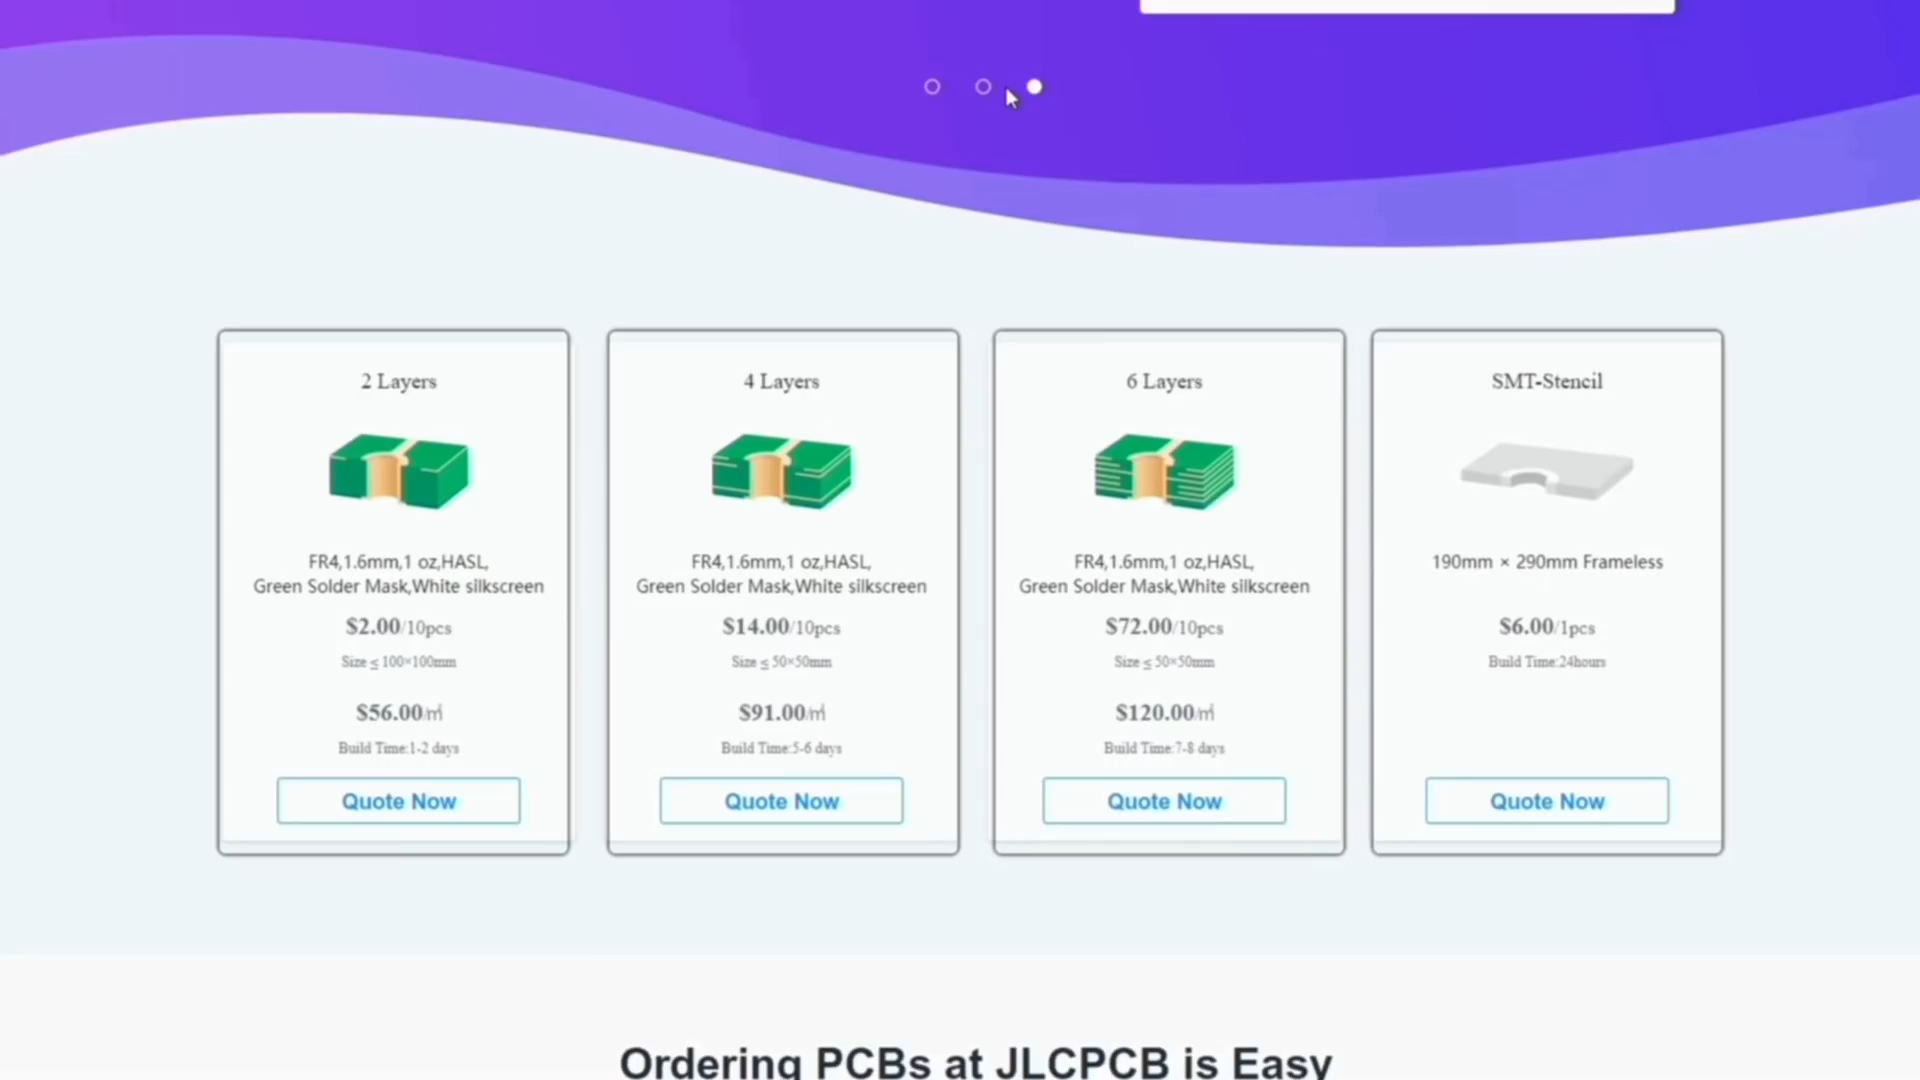 2 Layers
FR4,1.6mm,1 oz,HASL,
Green Solder Mask,White silkscreen
$2.00/10pcs
Size ≤ 100×100mm
$56.00/㎡
Build Time:1-2 days
Quote Now
4 Layers
FR4,1.6mm,1 oz,HASL,
Green Solder Mask,White silkscreen
$14.00/10pcs
Size ≤ 50×50mm
$91.00/㎡
Build Time:5-6 days
Quote Now
6 Layers
FR4,1.6mm,1 oz,HASL,
Green Solder Mask,White silkscreen
$72.00/10pcs
Size ≤ 50×50mm
$120.00/㎡
Build Time:7-8 days
Quote Now
SMT-Stencil
190mm × 290mm Frameless
$6.00/1pcs
Build Time:24hours
Quote Now
Ordering PCBs at JLCPCB is Easy